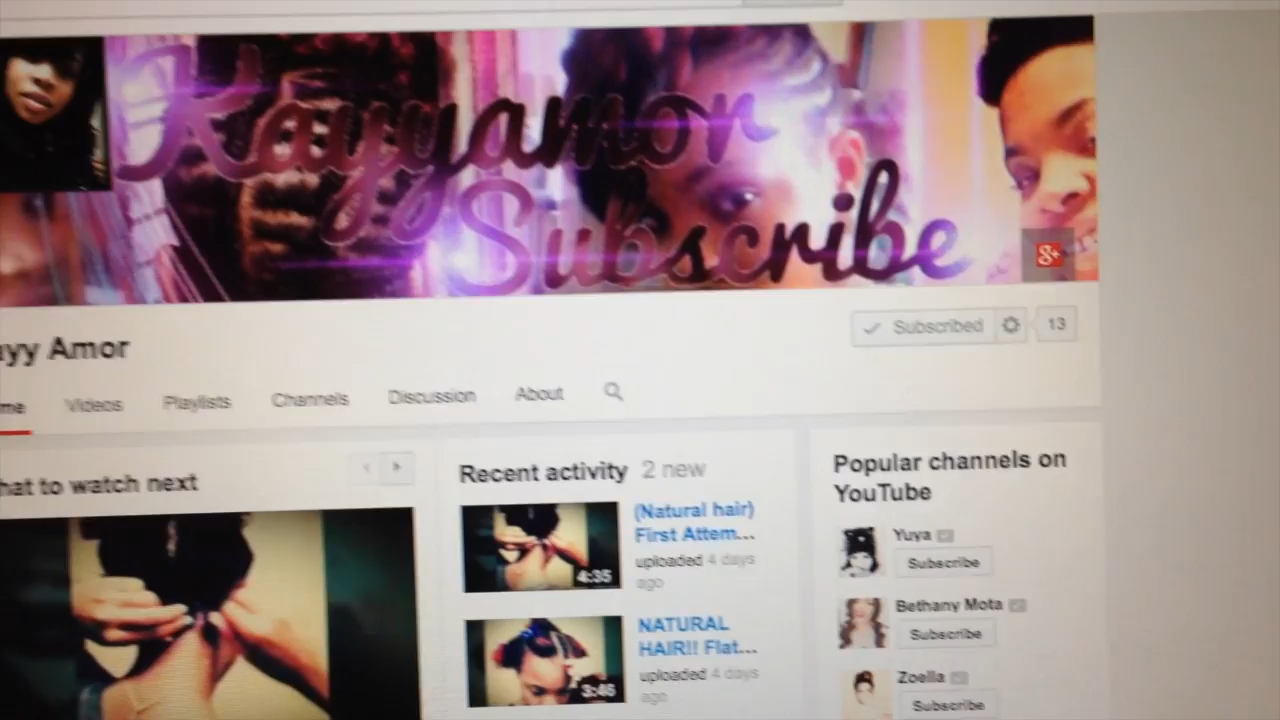 Kayyamor
Subscribe
8+
Subscribed
13
ayy Amor
me
Videos
Playlists
Channels
Discussion
About
hat to watch next
Recent activity 2 new
(Natural hair)
First Attem...
uploaded 4 days
ago
4:35
NATURAL
HAIR!! Flat...
uploaded 4 days
ago
3:46
Popular channels on
YouTube
Yuya
Subscribe
Bethany Mota
Subscribe
Zoella
Subscribe